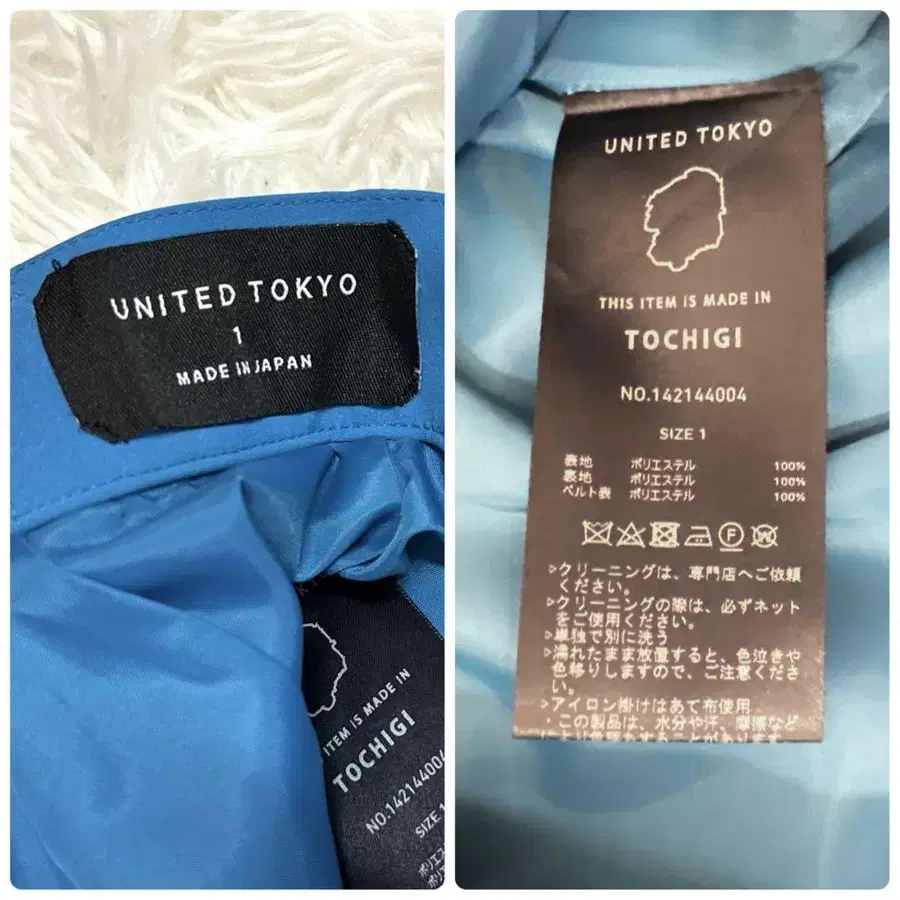 UNITED TOKYO
1
MADE IN JAPAN
ITEM IS MADE IN
TOCHIGI
NO.142144004
SIZE 1
UNITED TOKYO
THIS ITEM IS MADE IN
TOCHIGI
NO.142144004
SIZE 1
表地 ポリエステル 100%
裏地 ポリエステル 100%
ベルト表 ポリエステル 100%
▷クリーニングは、専門店へご依頼
ください。
▷クリーニングの際は、必ずネット
をご使用ください。
▷単独で別に洗う
▷濡れたまま放置すると、色泣きや
色移りしますので、ご注意くださ
い。
▷アイロン掛けはあて布使用
・この製品は、水分や汗、摩擦など